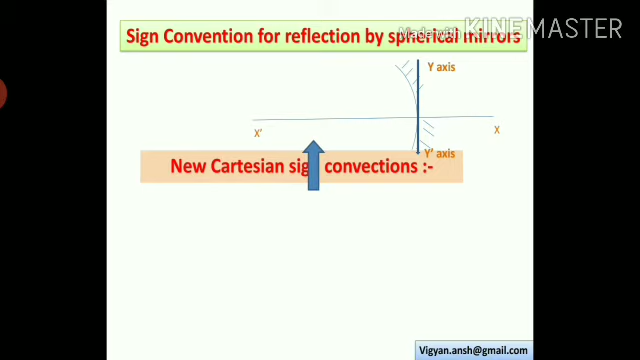 Made with KINEMASTER
Sign Convention for reflection by spherical mirrors
Y axis
X'
X
Y' axis
New Cartesian sig convections :-
Vigyan.ansh@gmail.com